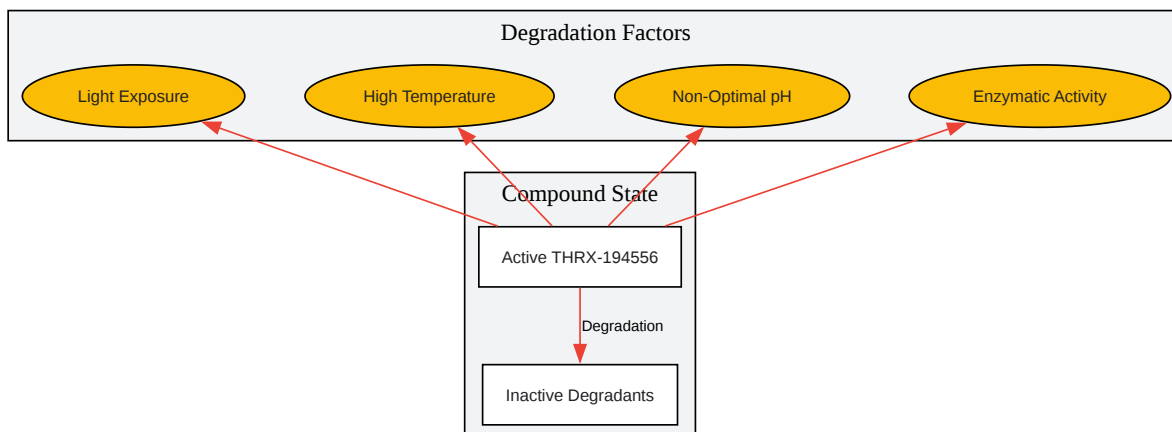 Degradation Factors
Light Exposure
High Temperature
Non-Optimal pH
Enzymatic Activity
Compound State
Active THRX-194556
Degradation
Inactive Degradants